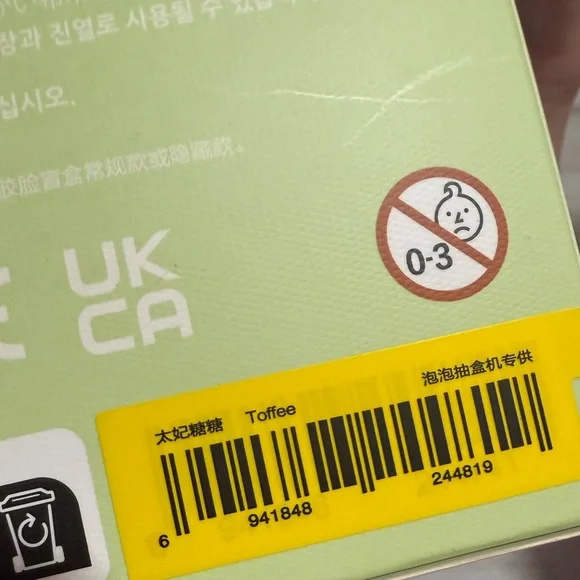 장과 진열로 사용될 수 있습
십시오.
胶脸盲盒常规款或隐藏款。
UK
CA
0-3
太妃糖糖 Toffee 泡泡抽盒机专供
6 941848 244819